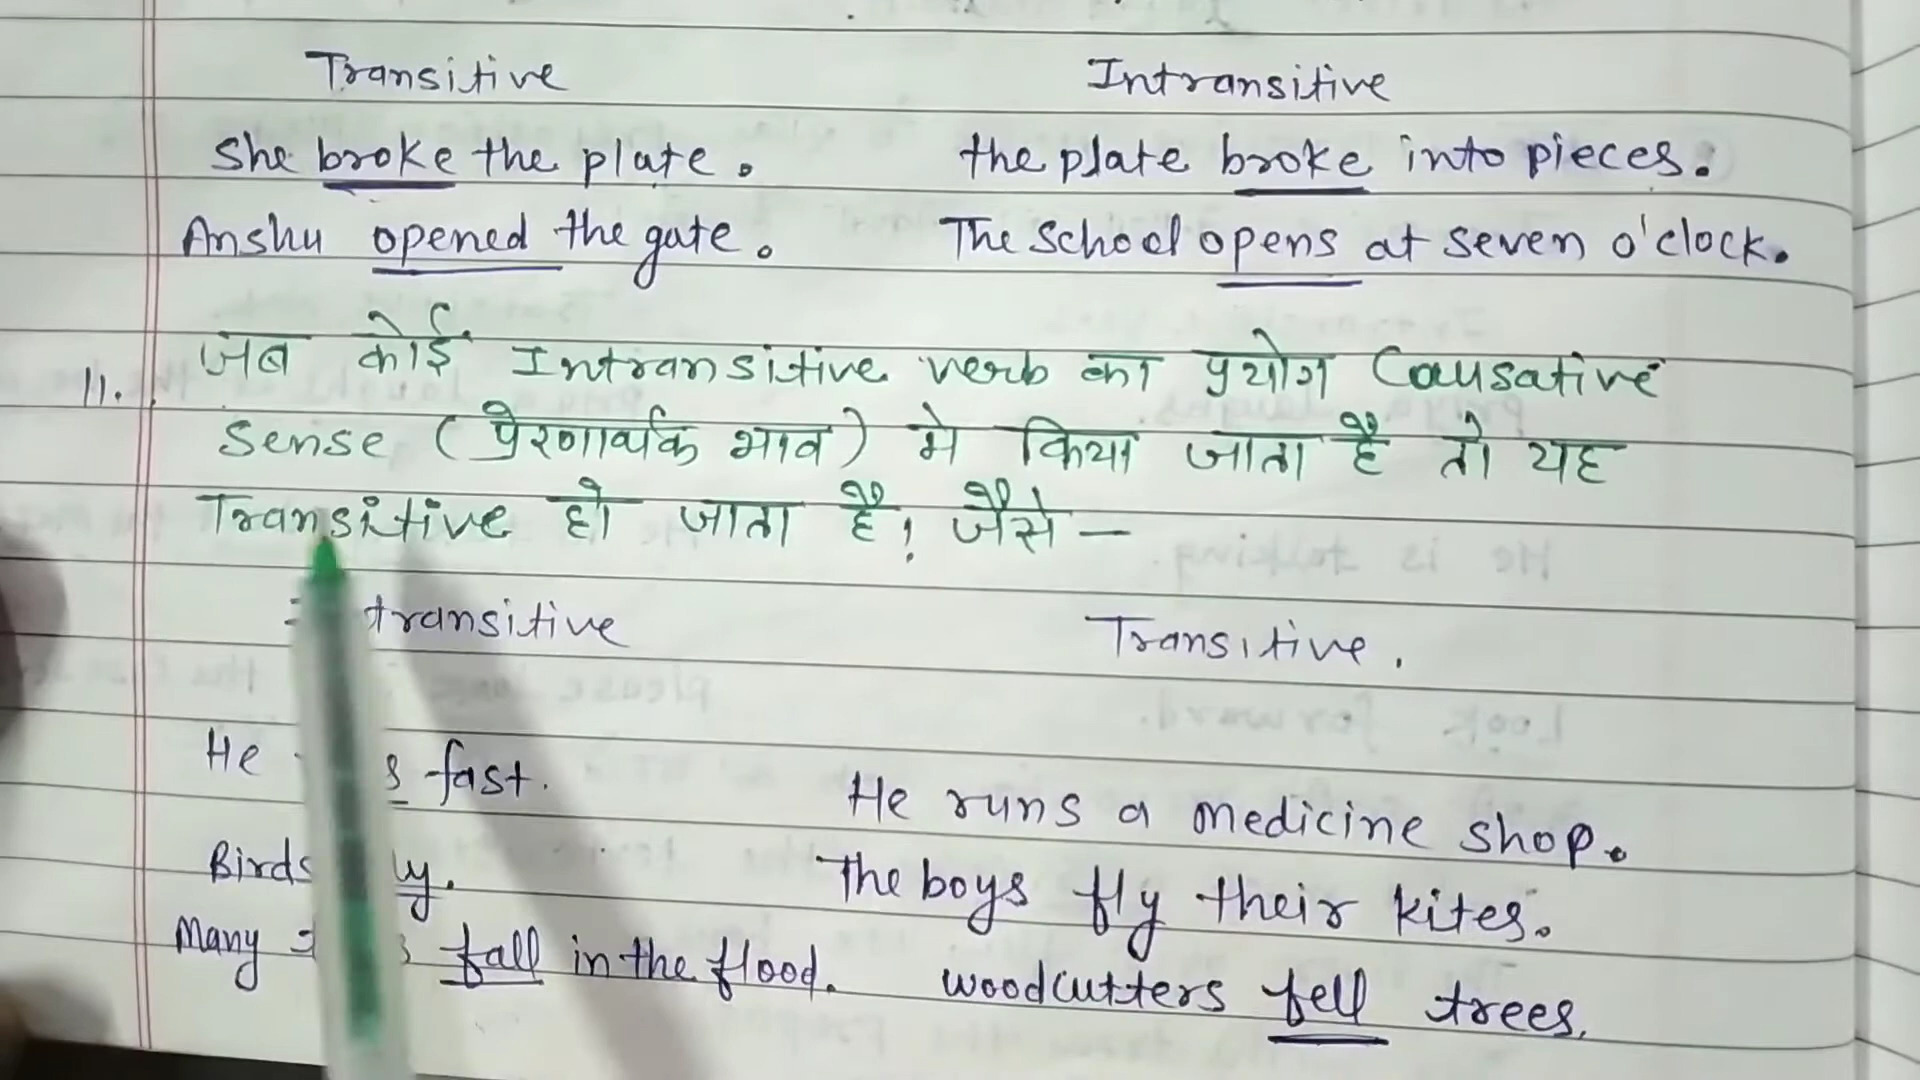 Transitive Intransitive
She broke the plate. the plate broke into pieces.
Anshu opened the gate. The school opens at seven o'clock.
11. जब कोई Intransitive verb का प्रयोग Causative
Sense (प्रेरणार्थक भाव) मे किया जाता है तो यह
Transitive हो जाता है! जैसे —
transitive Transitive.
He fast. He runs a medicine shop.
Birds The boys fly their kites.
Many fall in the flood. woodcutters fell trees.